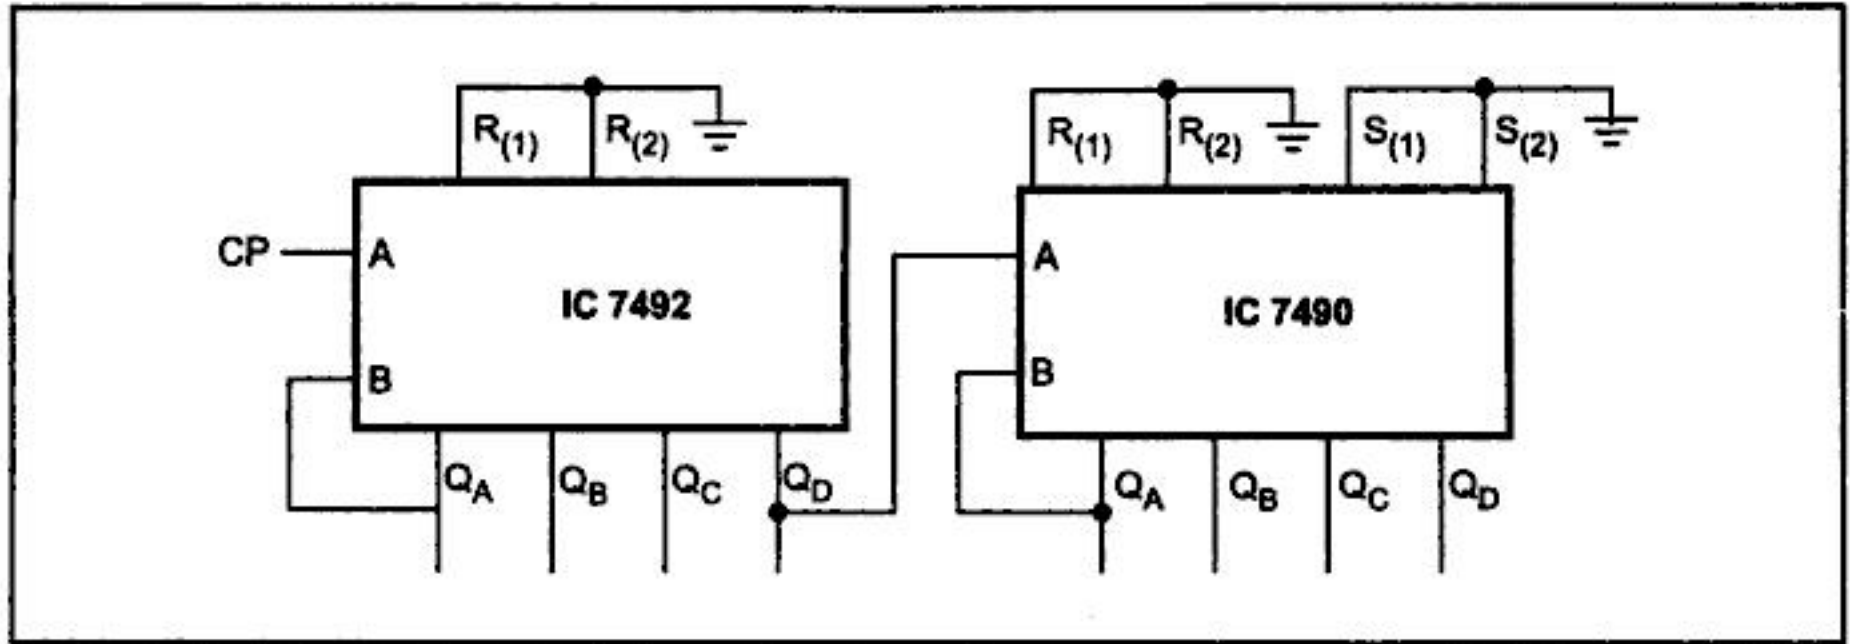 R(1) R(2) R(1) R(2) S(1) S(2)
CP A A
IC 7492 IC 7490
B B
QA QB QC QD QA QB QC QD